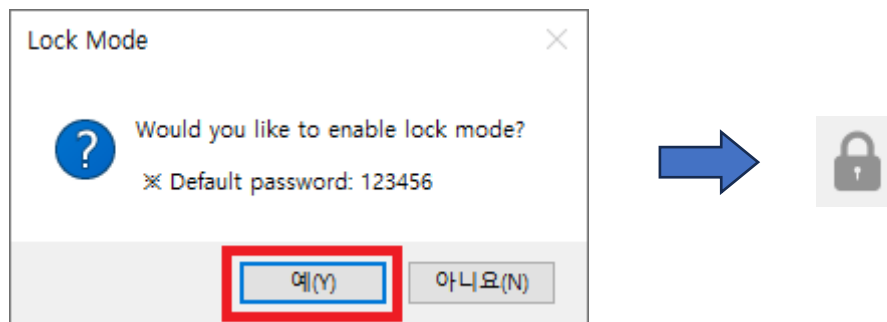 Lock Mode
Would you like to enable lock mode?
※ Default password: 123456
예(Y) 아니요(N)